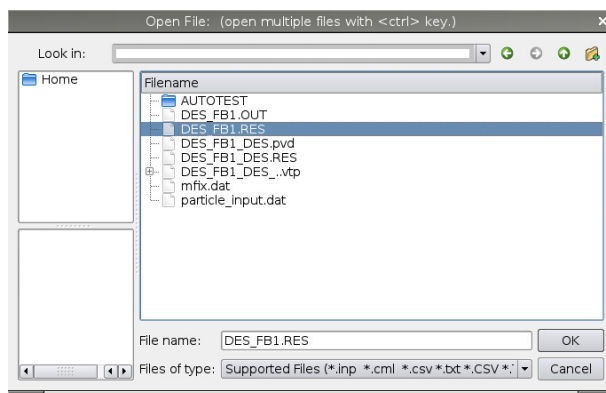 Open File: (open multiple files with <ctrl> key.)
Look in:
Home
Filename
AUTOTEST
DES_FB1.OUT
DES_FB1.RES
DES_FB1_DES.pvd
DES_FB1_DES.RES
DES_FB1_DES_..vtp
mfix.dat
particle_input.dat
File name: DES_FB1.RES OK
Files of type: Supported Files (*.inp *.cml *.csv *.txt *.CSV *. Cancel